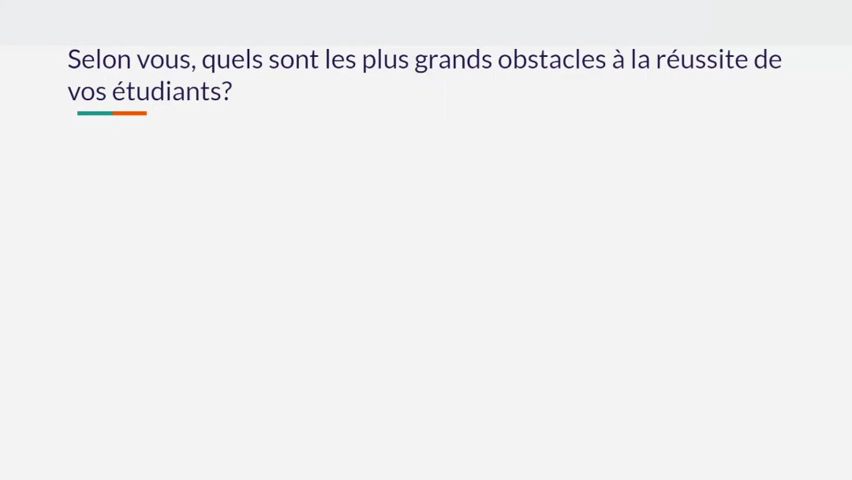 Selon vous, quels sont les plus grands obstacles à la réussite de
vos étudiants?